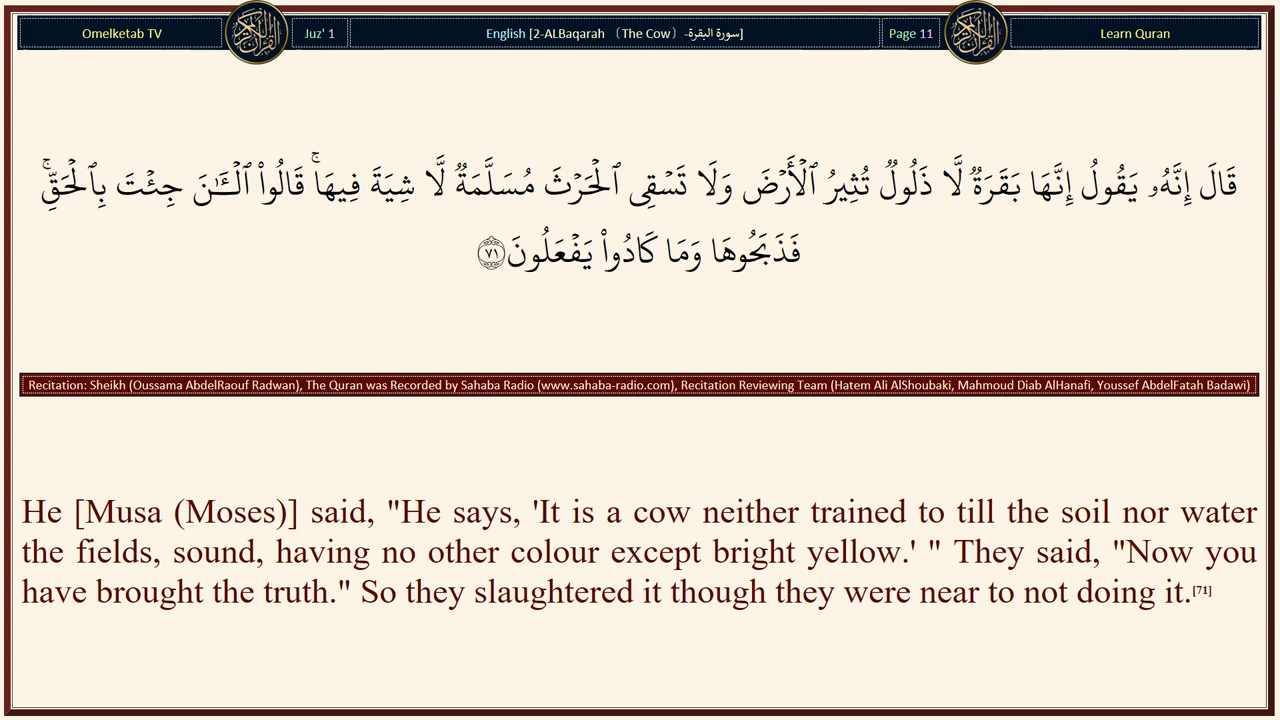 Omelketab TV
Juz' 1
English [2-ALBaqarah 〔The Cow〕 -سورة البقرة]
Page 11
Learn Quran
قَالَ إِنَّهُۥ يَقُولُ إِنَّهَا بَقَرَةٞ لَّا ذَلُولٞ تُثِيرُ ٱلۡأَرۡضَ وَلَا تَسۡقِي ٱلۡحَرۡثَ مُسَلَّمَةٞ لَّا شِيَةَ فِيهَاۚ قَالُواْ ٱلۡـَٰٔنَ جِئۡتَ بِٱلۡحَقِّۚ
فَذَبَحُوهَا وَمَا كَادُواْ يَفۡعَلُونَ ٧١
Recitation: Sheikh (Oussama AbdelRaouf Radwan), The Quran was Recorded by Sahaba Radio (www.sahaba-radio.com), Recitation Reviewing Team (Hatem Ali AlShoubaki, Mahmoud Diab AlHanafi, Youssef AbdelFatah Badawi)
He [Musa (Moses)] said, "He says, 'It is a cow neither trained to till the soil nor water
the fields, sound, having no other colour except bright yellow.' " They said, "Now you
have brought the truth." So they slaughtered it though they were near to not doing it.[71]